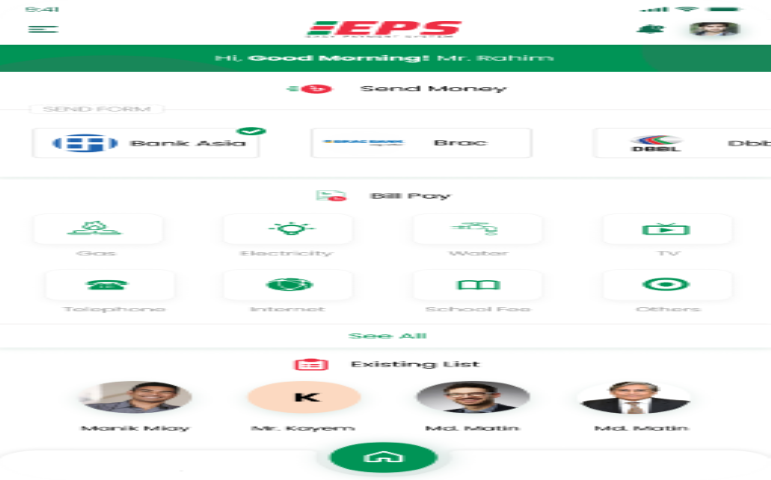 9:41
EPS
EASY PAYMENT SYSTEM
Hi, Good Morning! Mr. Rahim
Send Money
SEND FORM
Bank Asia
BRAC BANK
Brac
DBBL
Dbb
Bill Pay
Gas Electricity Water TV
Telephone Internet School Fee Others
See All
Existing List
K
Manik Miay Mr. Kayem Md. Matin Md. Matin